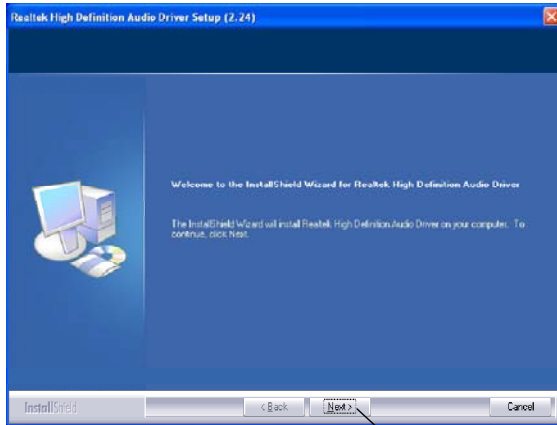 Realtek High Definition Audio Driver Setup (2.24)
Welcome to the InstallShield Wizard for Realtek High Definition Audio Driver
The InstallShield Wizard will install Realtek High Definition Audio Driver on your computer. To
continue, click Next.
InstallShield
< Back
Next >
Cancel